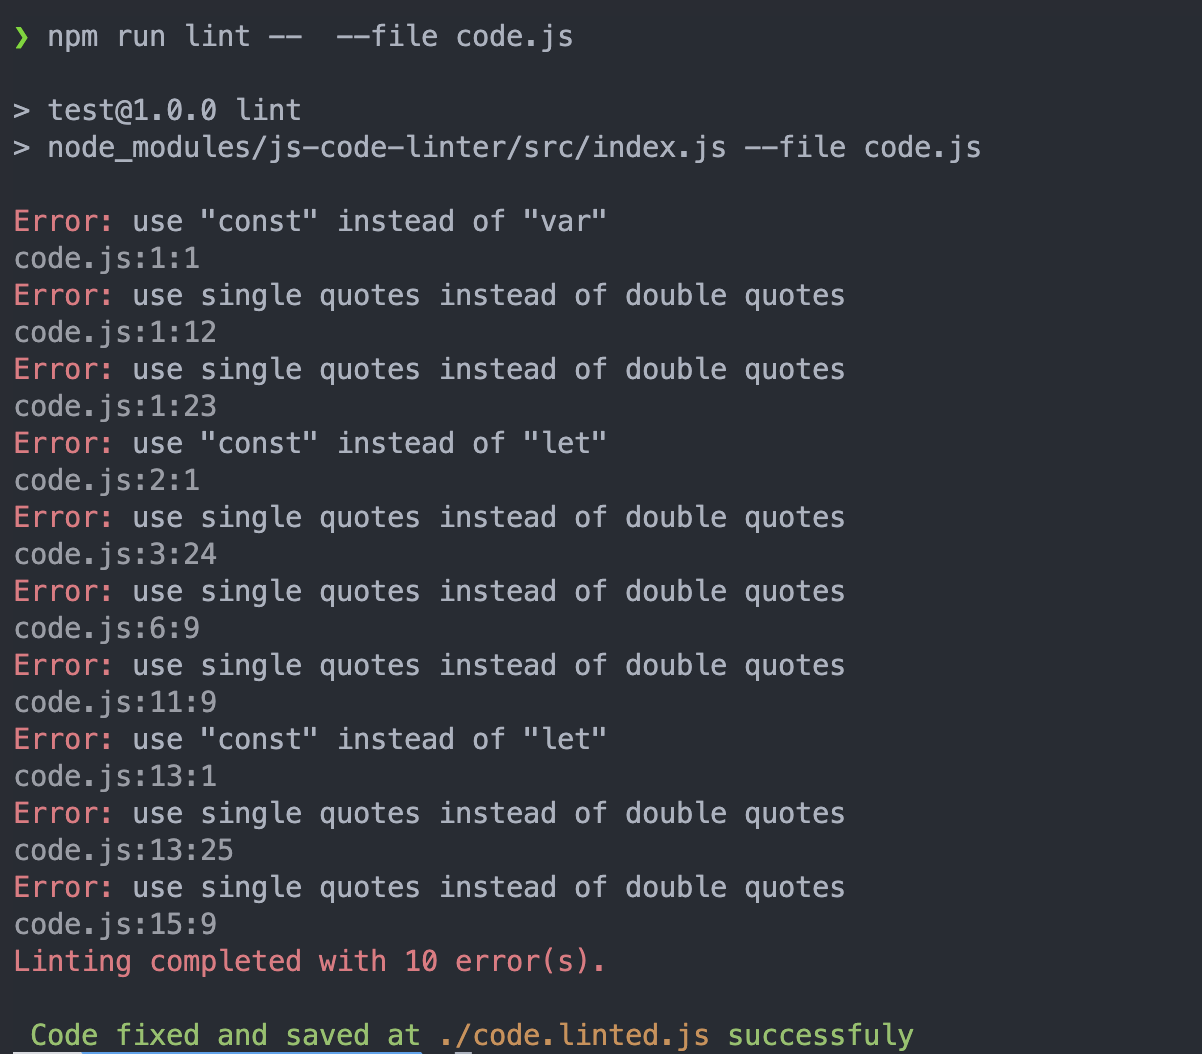 ❯ npm run lint --  --file code.js
> test@1.0.0 lint
> node_modules/js-code-linter/src/index.js --file code.js
Error: use "const" instead of "var"
code.js:1:1
Error: use single quotes instead of double quotes
code.js:1:12
Error: use single quotes instead of double quotes
code.js:1:23
Error: use "const" instead of "let"
code.js:2:1
Error: use single quotes instead of double quotes
code.js:3:24
Error: use single quotes instead of double quotes
code.js:6:9
Error: use single quotes instead of double quotes
code.js:11:9
Error: use "const" instead of "let"
code.js:13:1
Error: use single quotes instead of double quotes
code.js:13:25
Error: use single quotes instead of double quotes
code.js:15:9
Linting completed with 10 error(s).
Code fixed and saved at ./code.linted.js successfuly